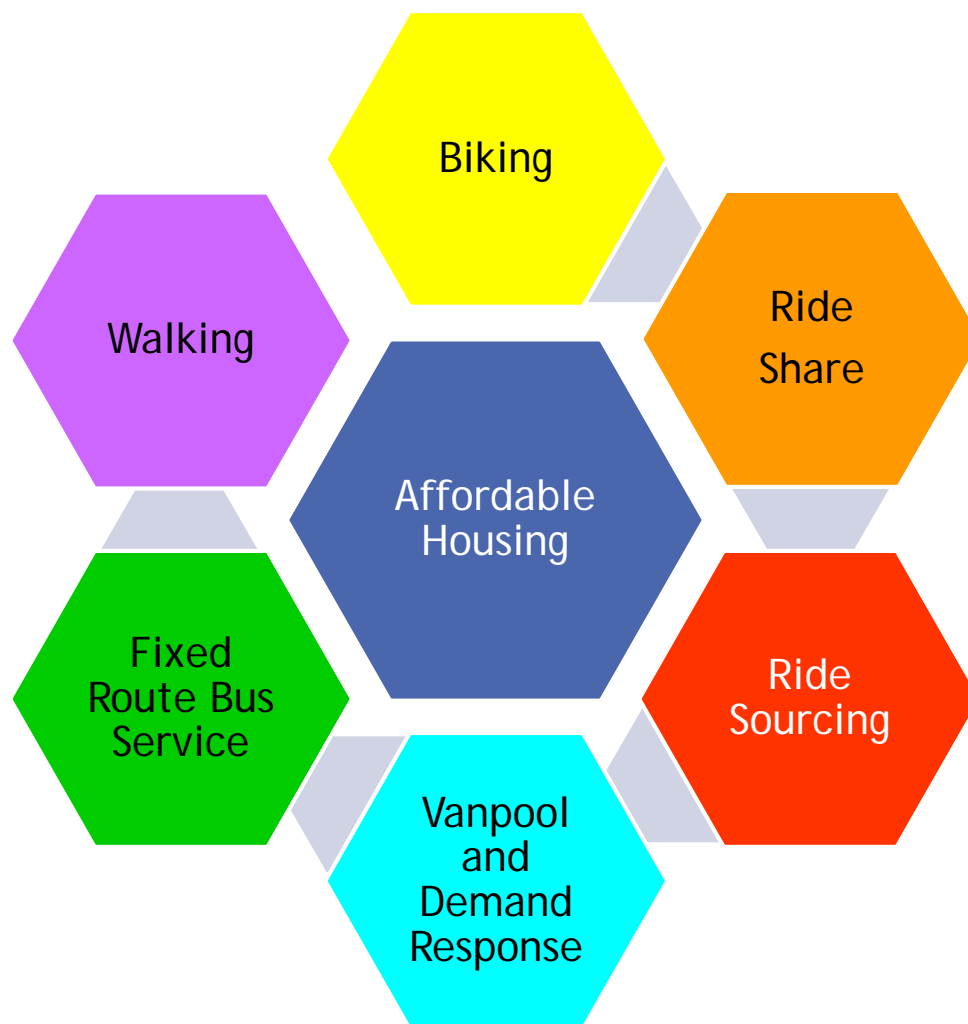 Biking
Ride
Share
Walking
Affordable
Housing
Ride
Sourcing
Fixed
Route Bus
Service
Vanpool
and
Demand
Response